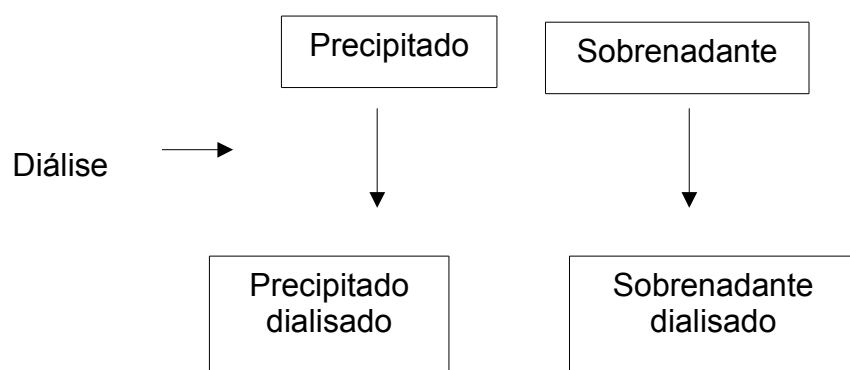 Precipitado
Sobrenadante
Diálise
Precipitado
dialisado
Sobrenadante
dialisado